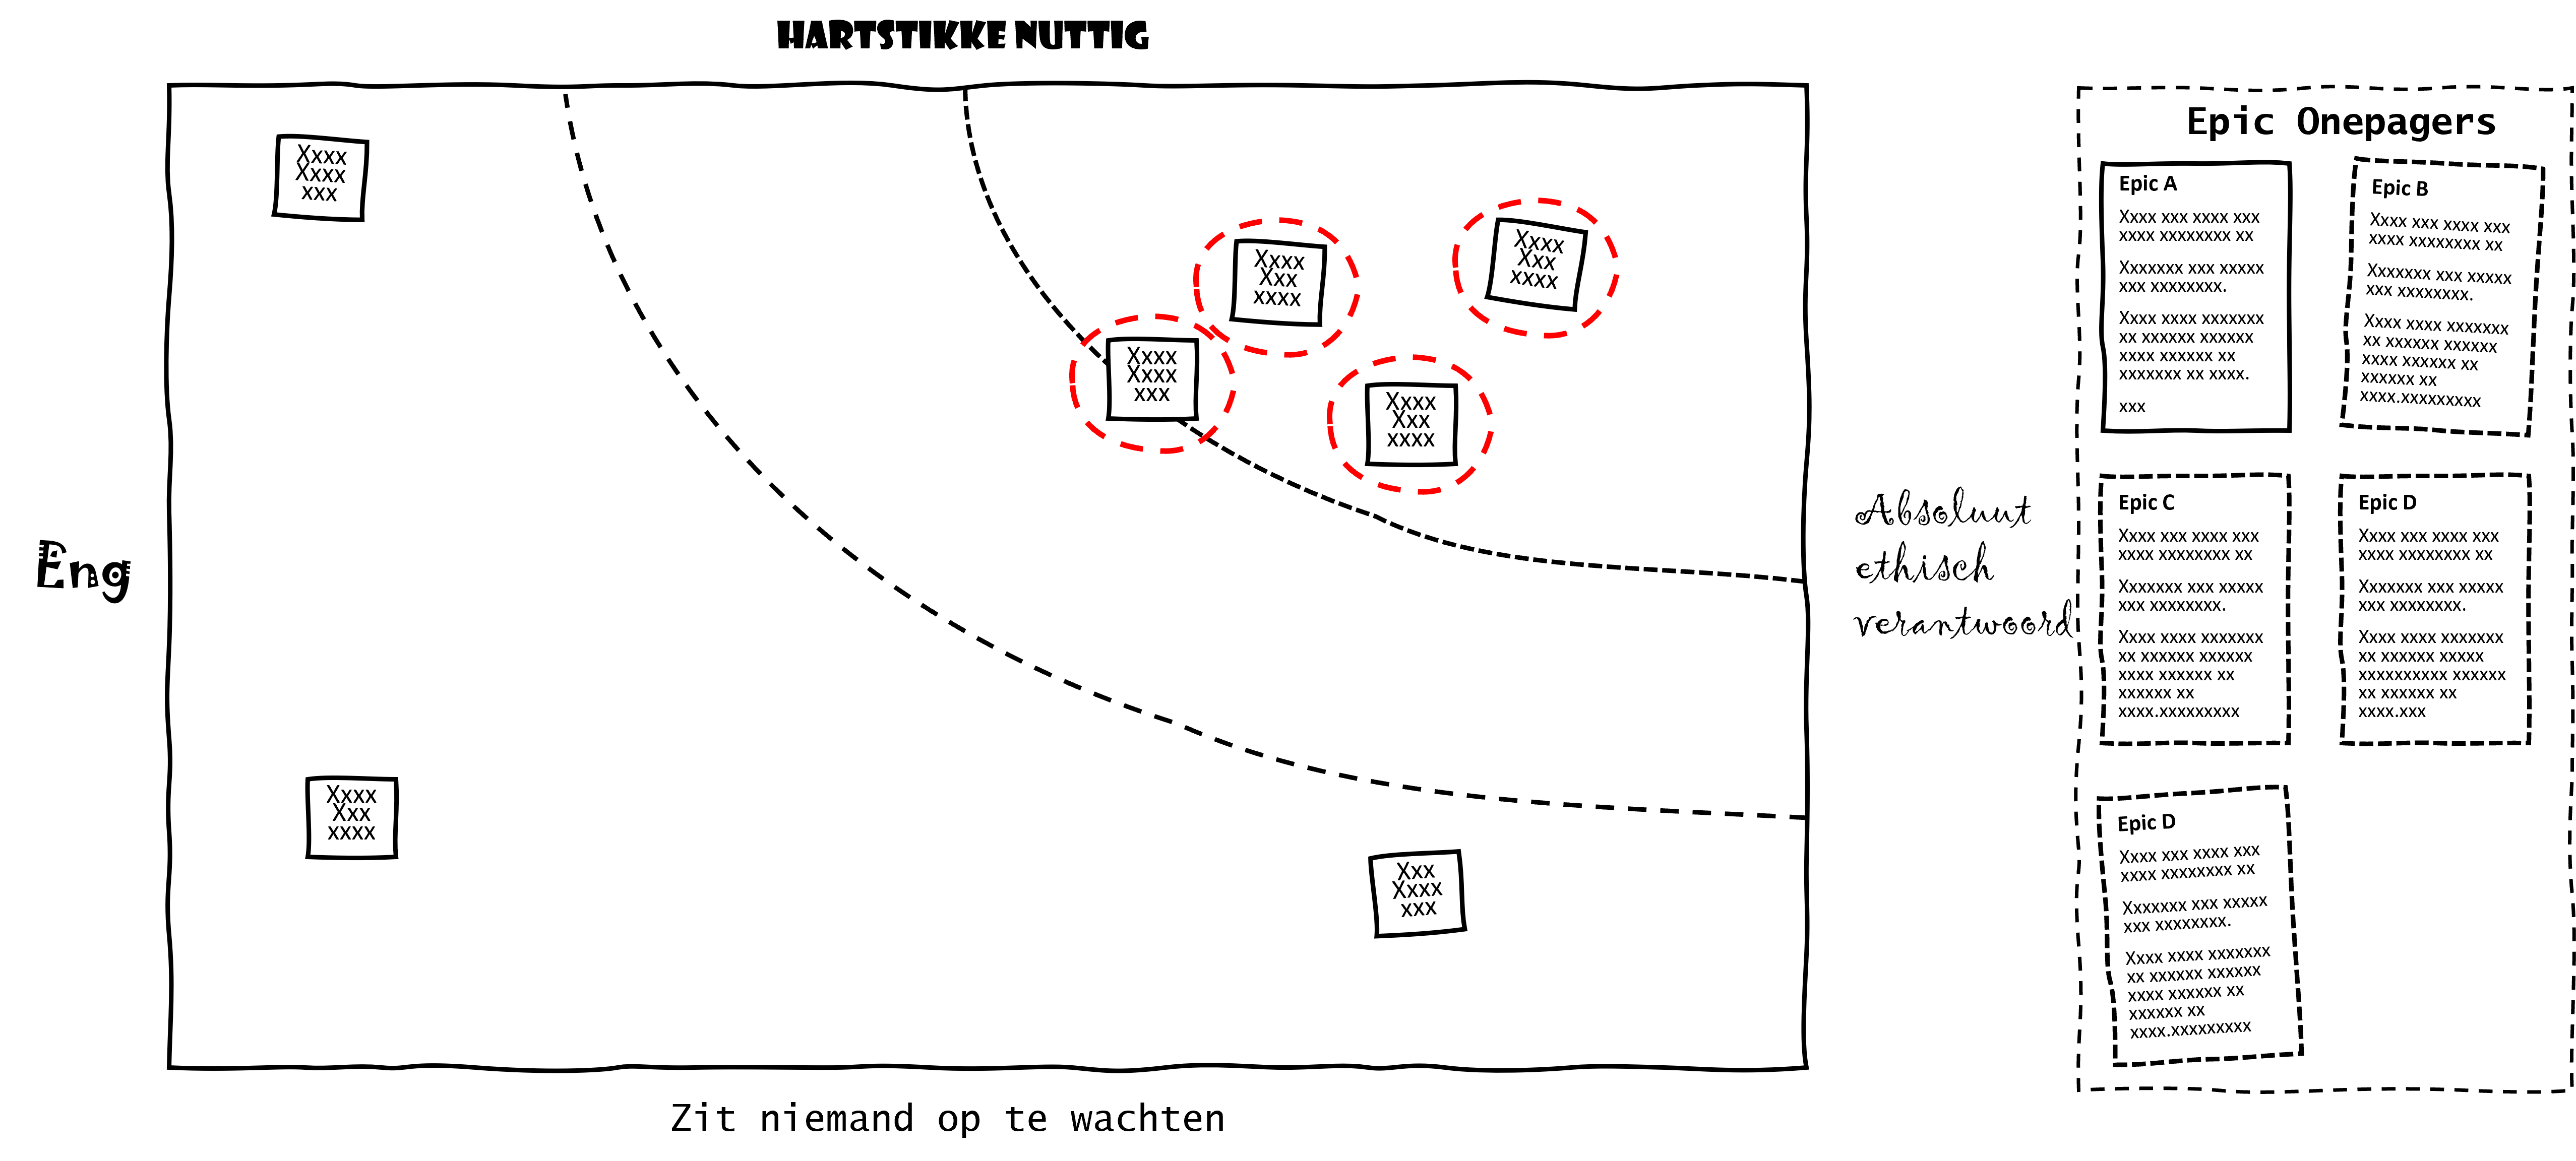 HARTSTIKKE NUTTIG
Xxxx
Xxxx
xxx
Xxxx
Xxx
xxxx
Xxxx
Xxx
xxxx
Xxxx
Xxxx
xxx
Xxxx
Xxx
xxxx
Eng
Absoluut
ethisch
verantwoord
Xxxx
Xxx
xxxx
Xxx
Xxxx
xxx
Zit niemand op te wachten
Epic Onepagers
Epic A
Xxxx xxx xxxx xxx
xxxx xxxxxxxx xx
Xxxxxxx xxx xxxxx
xxx xxxxxxxx.
Xxxx xxxx xxxxxxx
xx xxxxxx xxxxxx
xxxx xxxxxx xx
xxxxxxx xx xxxx.
xxx
Epic B
Xxxx xxx xxxx xxx
xxxx xxxxxxxx xx
Xxxxxxx xxx xxxxx
xxx xxxxxxxx.
Xxxx xxxx xxxxxxx
xx xxxxxx xxxxxx
xxxx xxxxxx xx
xxxxxx xx
xxxx.xxxxxxxxx
Epic C
Xxxx xxx xxxx xxx
xxxx xxxxxxxx xx
Xxxxxxx xxx xxxxx
xxx xxxxxxxx.
Xxxx xxxx xxxxxxx
xx xxxxxx xxxxxx
xxxx xxxxxx xx
xxxxxx xx
xxxx.xxxxxxxxx
Epic D
Xxxx xxx xxxx xxx
xxxx xxxxxxxx xx
Xxxxxxx xxx xxxxx
xxx xxxxxxxx.
Xxxx xxxx xxxxxxx
xx xxxxxx xxxxx
xxxxxxxxxx xxxxxx
xx xxxxxx xx
xxxx.xxx
Epic D
Xxxx xxx xxxx xxx
xxxx xxxxxxxx xx
Xxxxxxx xxx xxxxx
xxx xxxxxxxx.
Xxxx xxxx xxxxxxx
xx xxxxxx xxxxxx
xxxx xxxxxx xx
xxxxxx xx
xxxx.xxxxxxxxx